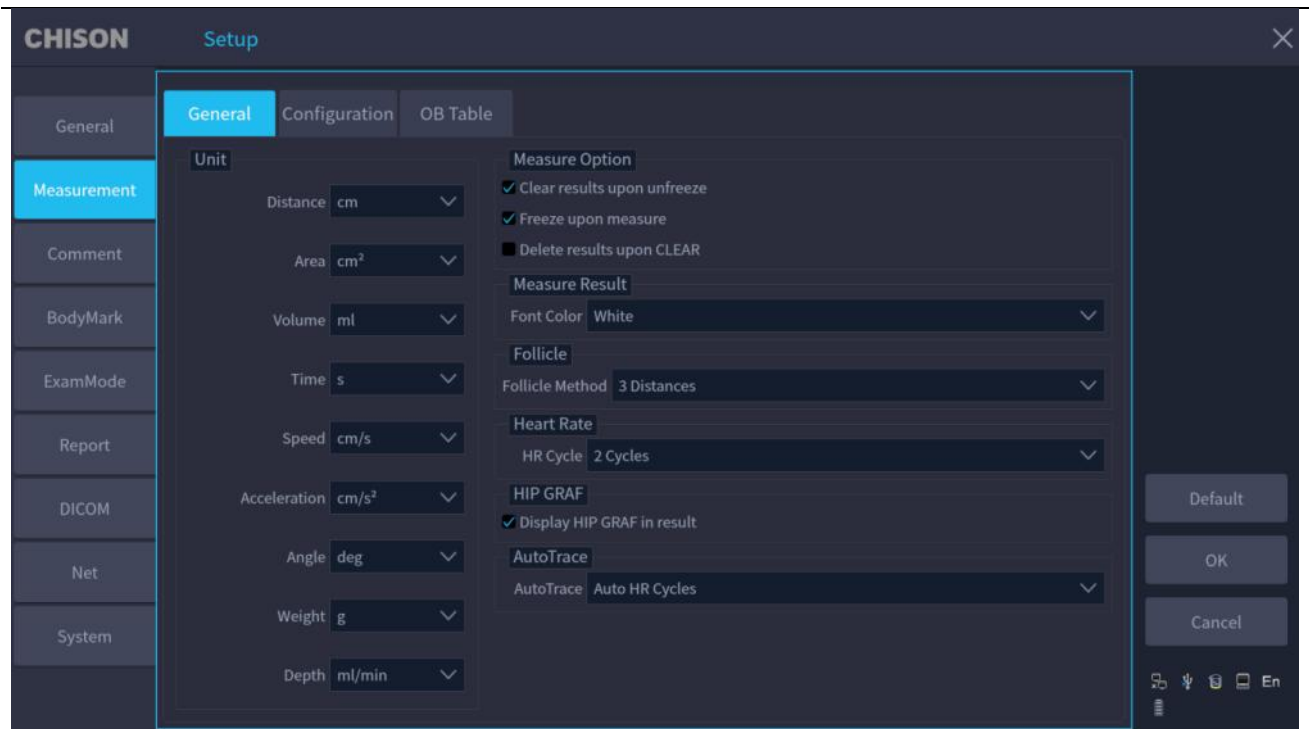 CHISON Setup
General
Measurement
Comment
BodyMark
ExamMode
Report
DICOM
Net
System
General Configuration OB Table
Unit
Distance cm
Area cm²
Volume ml
Time s
Speed cm/s
Acceleration cm/s²
Angle deg
Weight g
Depth ml/min
Measure Option
Clear results upon unfreeze
Freeze upon measure
Delete results upon CLEAR
Measure Result
Font Color White
Follicle
Follicle Method 3 Distances
Heart Rate
HR Cycle 2 Cycles
HIP GRAF
Display HIP GRAF in result
AutoTrace
AutoTrace Auto HR Cycles
Default
OK
Cancel
En